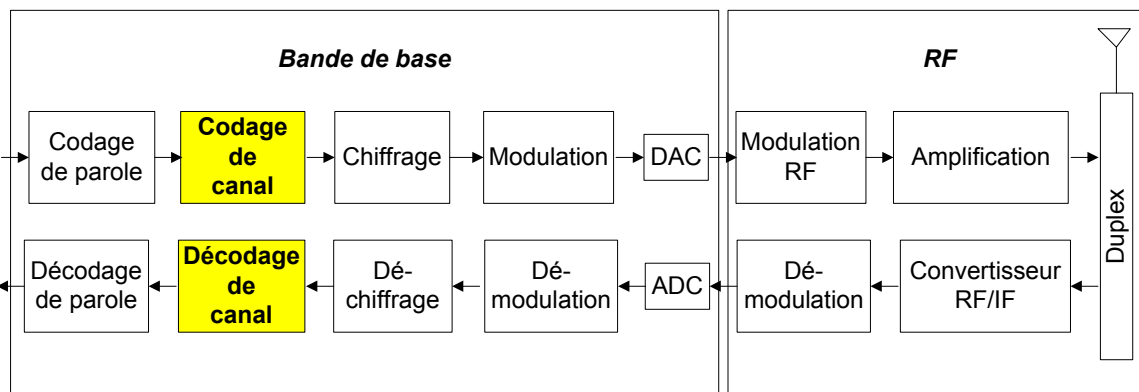 Bande de base
RF
Codage
de parole
Codage
de
canal
Chiffrage
Modulation
DAC
Modulation
RF
Amplification
Duplex
Décodage
de parole
Décodage
de
canal
Dé-
chiffrage
Dé-
modulation
ADC
Dé-
modulation
Convertisseur
RF/IF